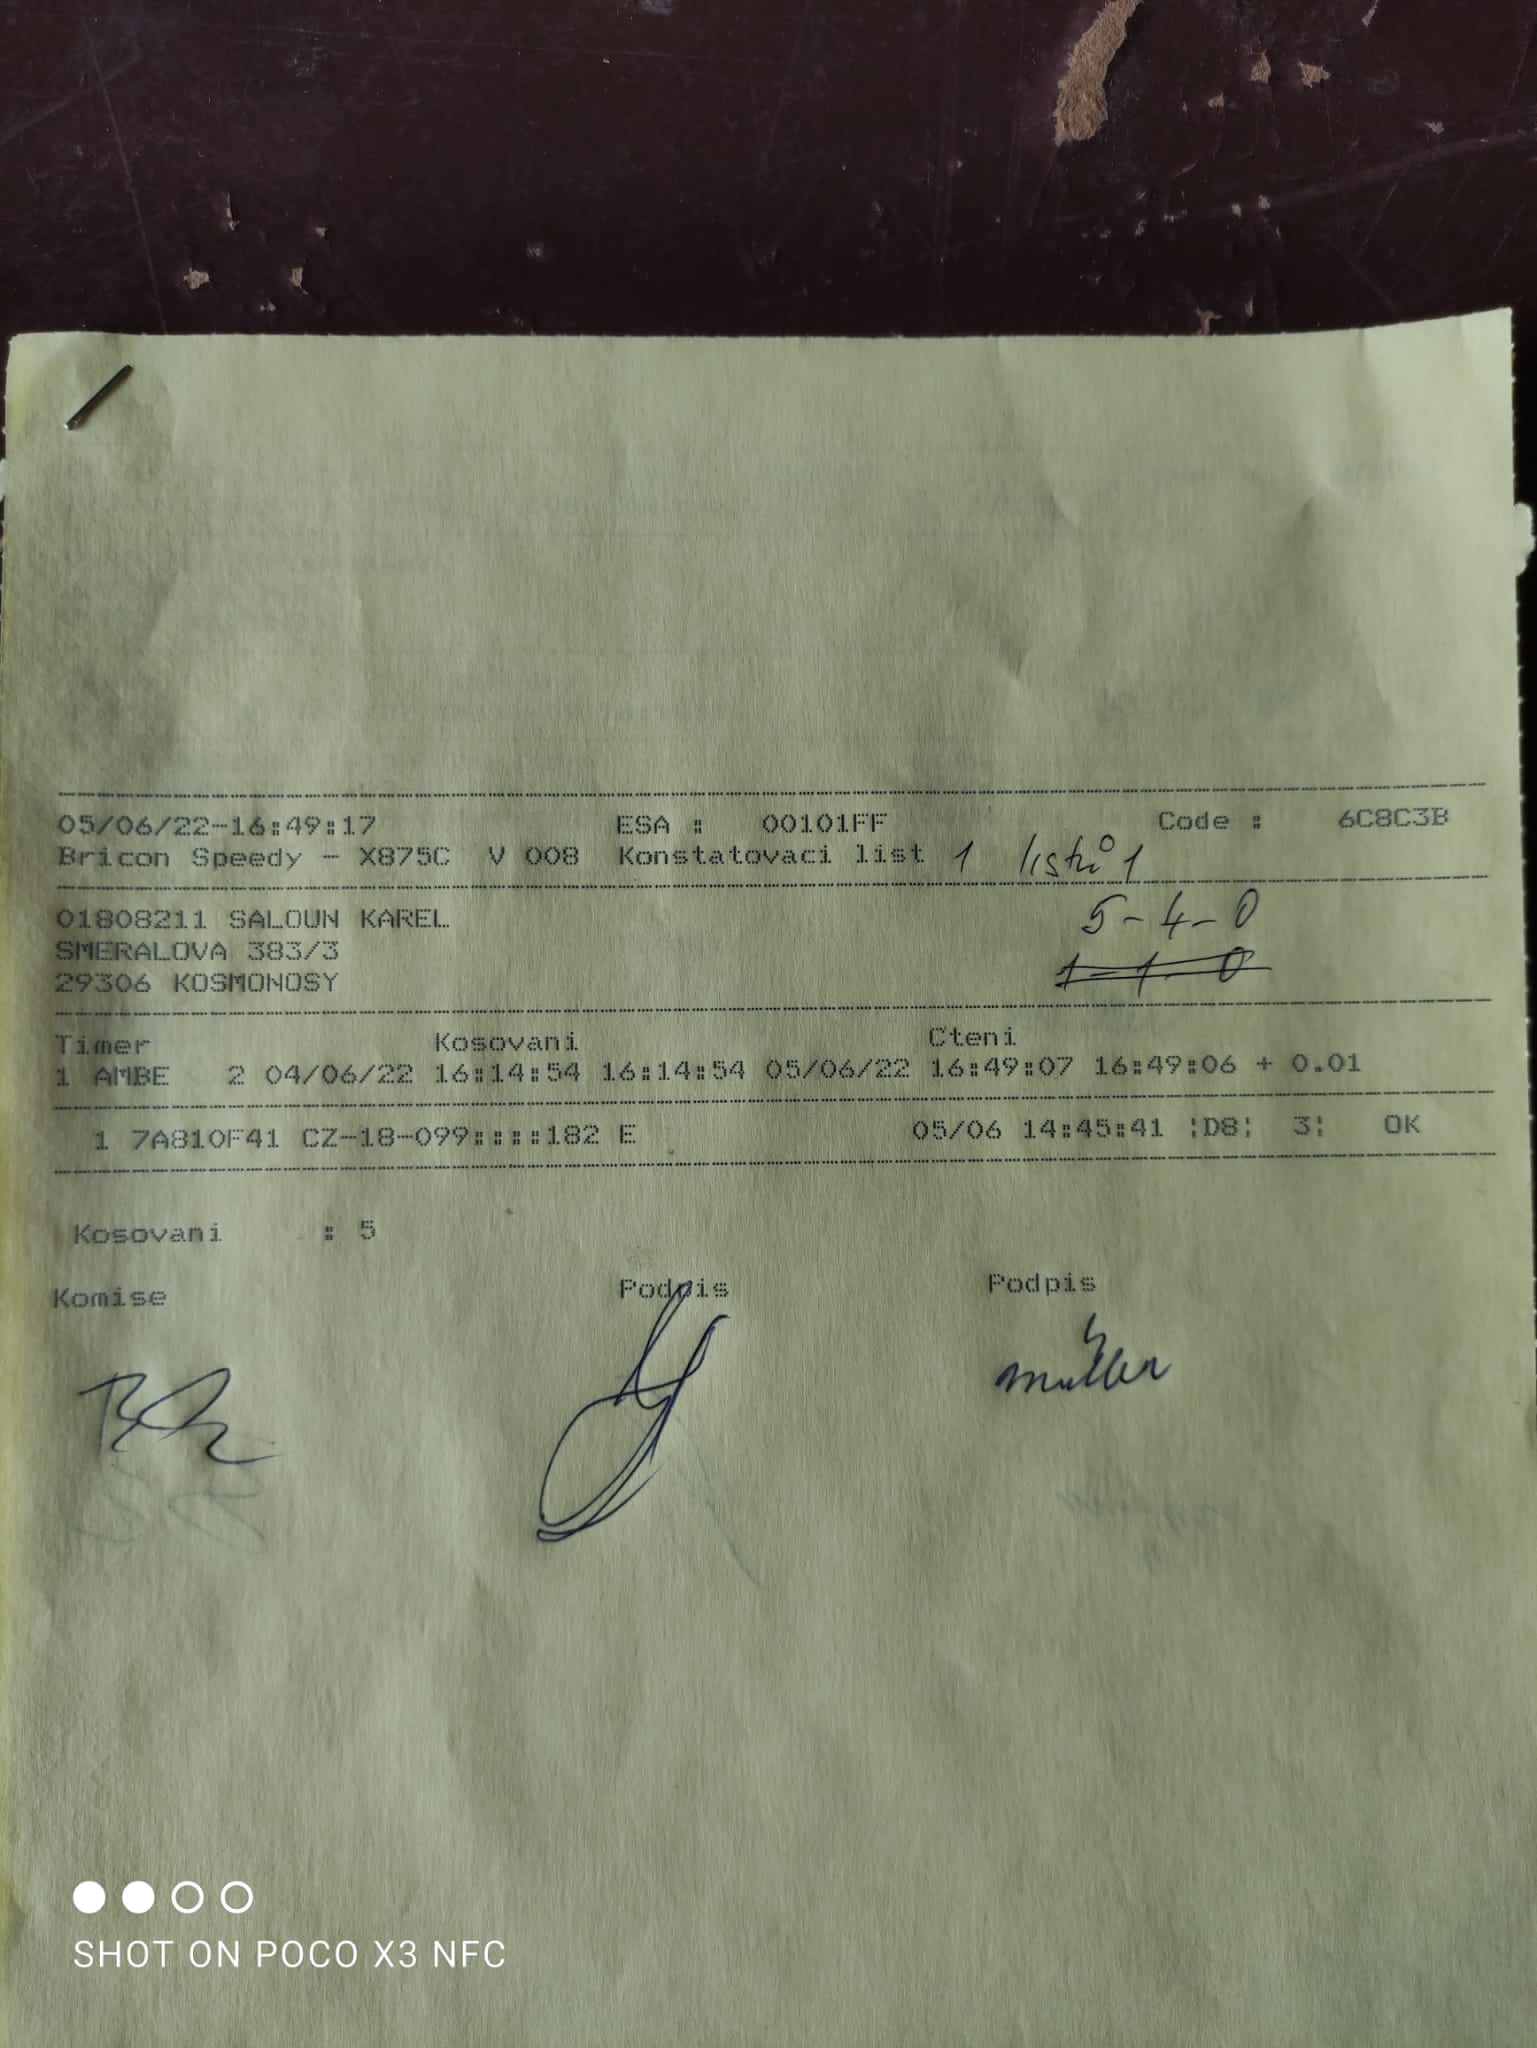 05/06/22-16:49:17 ESA : 00101FF Code : 6C8C3B
Bricon Speedy - X875C V 008 Konstatovaci list 1 listů 1
01808211 SALOUN KAREL 5-4-0
SMERALOVA 383/3 1-1-0
29306 KOSMONOSY
Timer Kosovani Cteni
1 AMBE 2 04/06/22 16:14:54 16:14:54 05/06/22 16:49:07 16:49:06 + 0.01
1 7A810F41 CZ-18-099::::182 E 05/06 14:45:41 ¦D8¦ 3¦ OK
Kosovani : 5
Komise Podpis Podpis
Müller
SHOT ON POCO X3 NFC